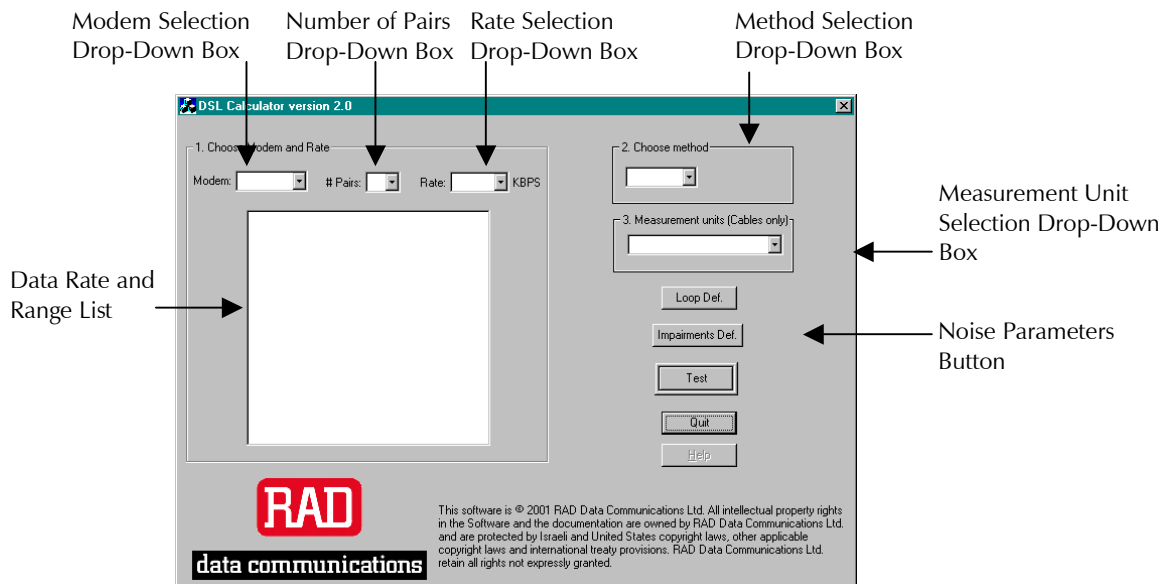 Modem Selection
Drop-Down Box
Number of Pairs
Drop-Down Box
Rate Selection
Drop-Down Box
Method Selection
Drop-Down Box
DSL Calculator version 2.0
1. Choose Modem and Rate
Modem:
# Pairs:
Rate:
KBPS
2. Choose method
3. Measurement units (Cables only)
Measurement Unit
Selection Drop-Down
Box
Data Rate and
Range List
Loop Def.
Impairments Def.
Noise Parameters
Button
Test
Quit
Help
RAD
data communications
This software is © 2001 RAD Data Communications Ltd. All intellectual property rights
in the Software and the documentation are owned by RAD Data Communications Ltd.
and are protected by Israeli and United States copyright laws, other applicable
copyright laws and international treaty provisions. RAD Data Communications Ltd.
retain all rights not expressly granted.